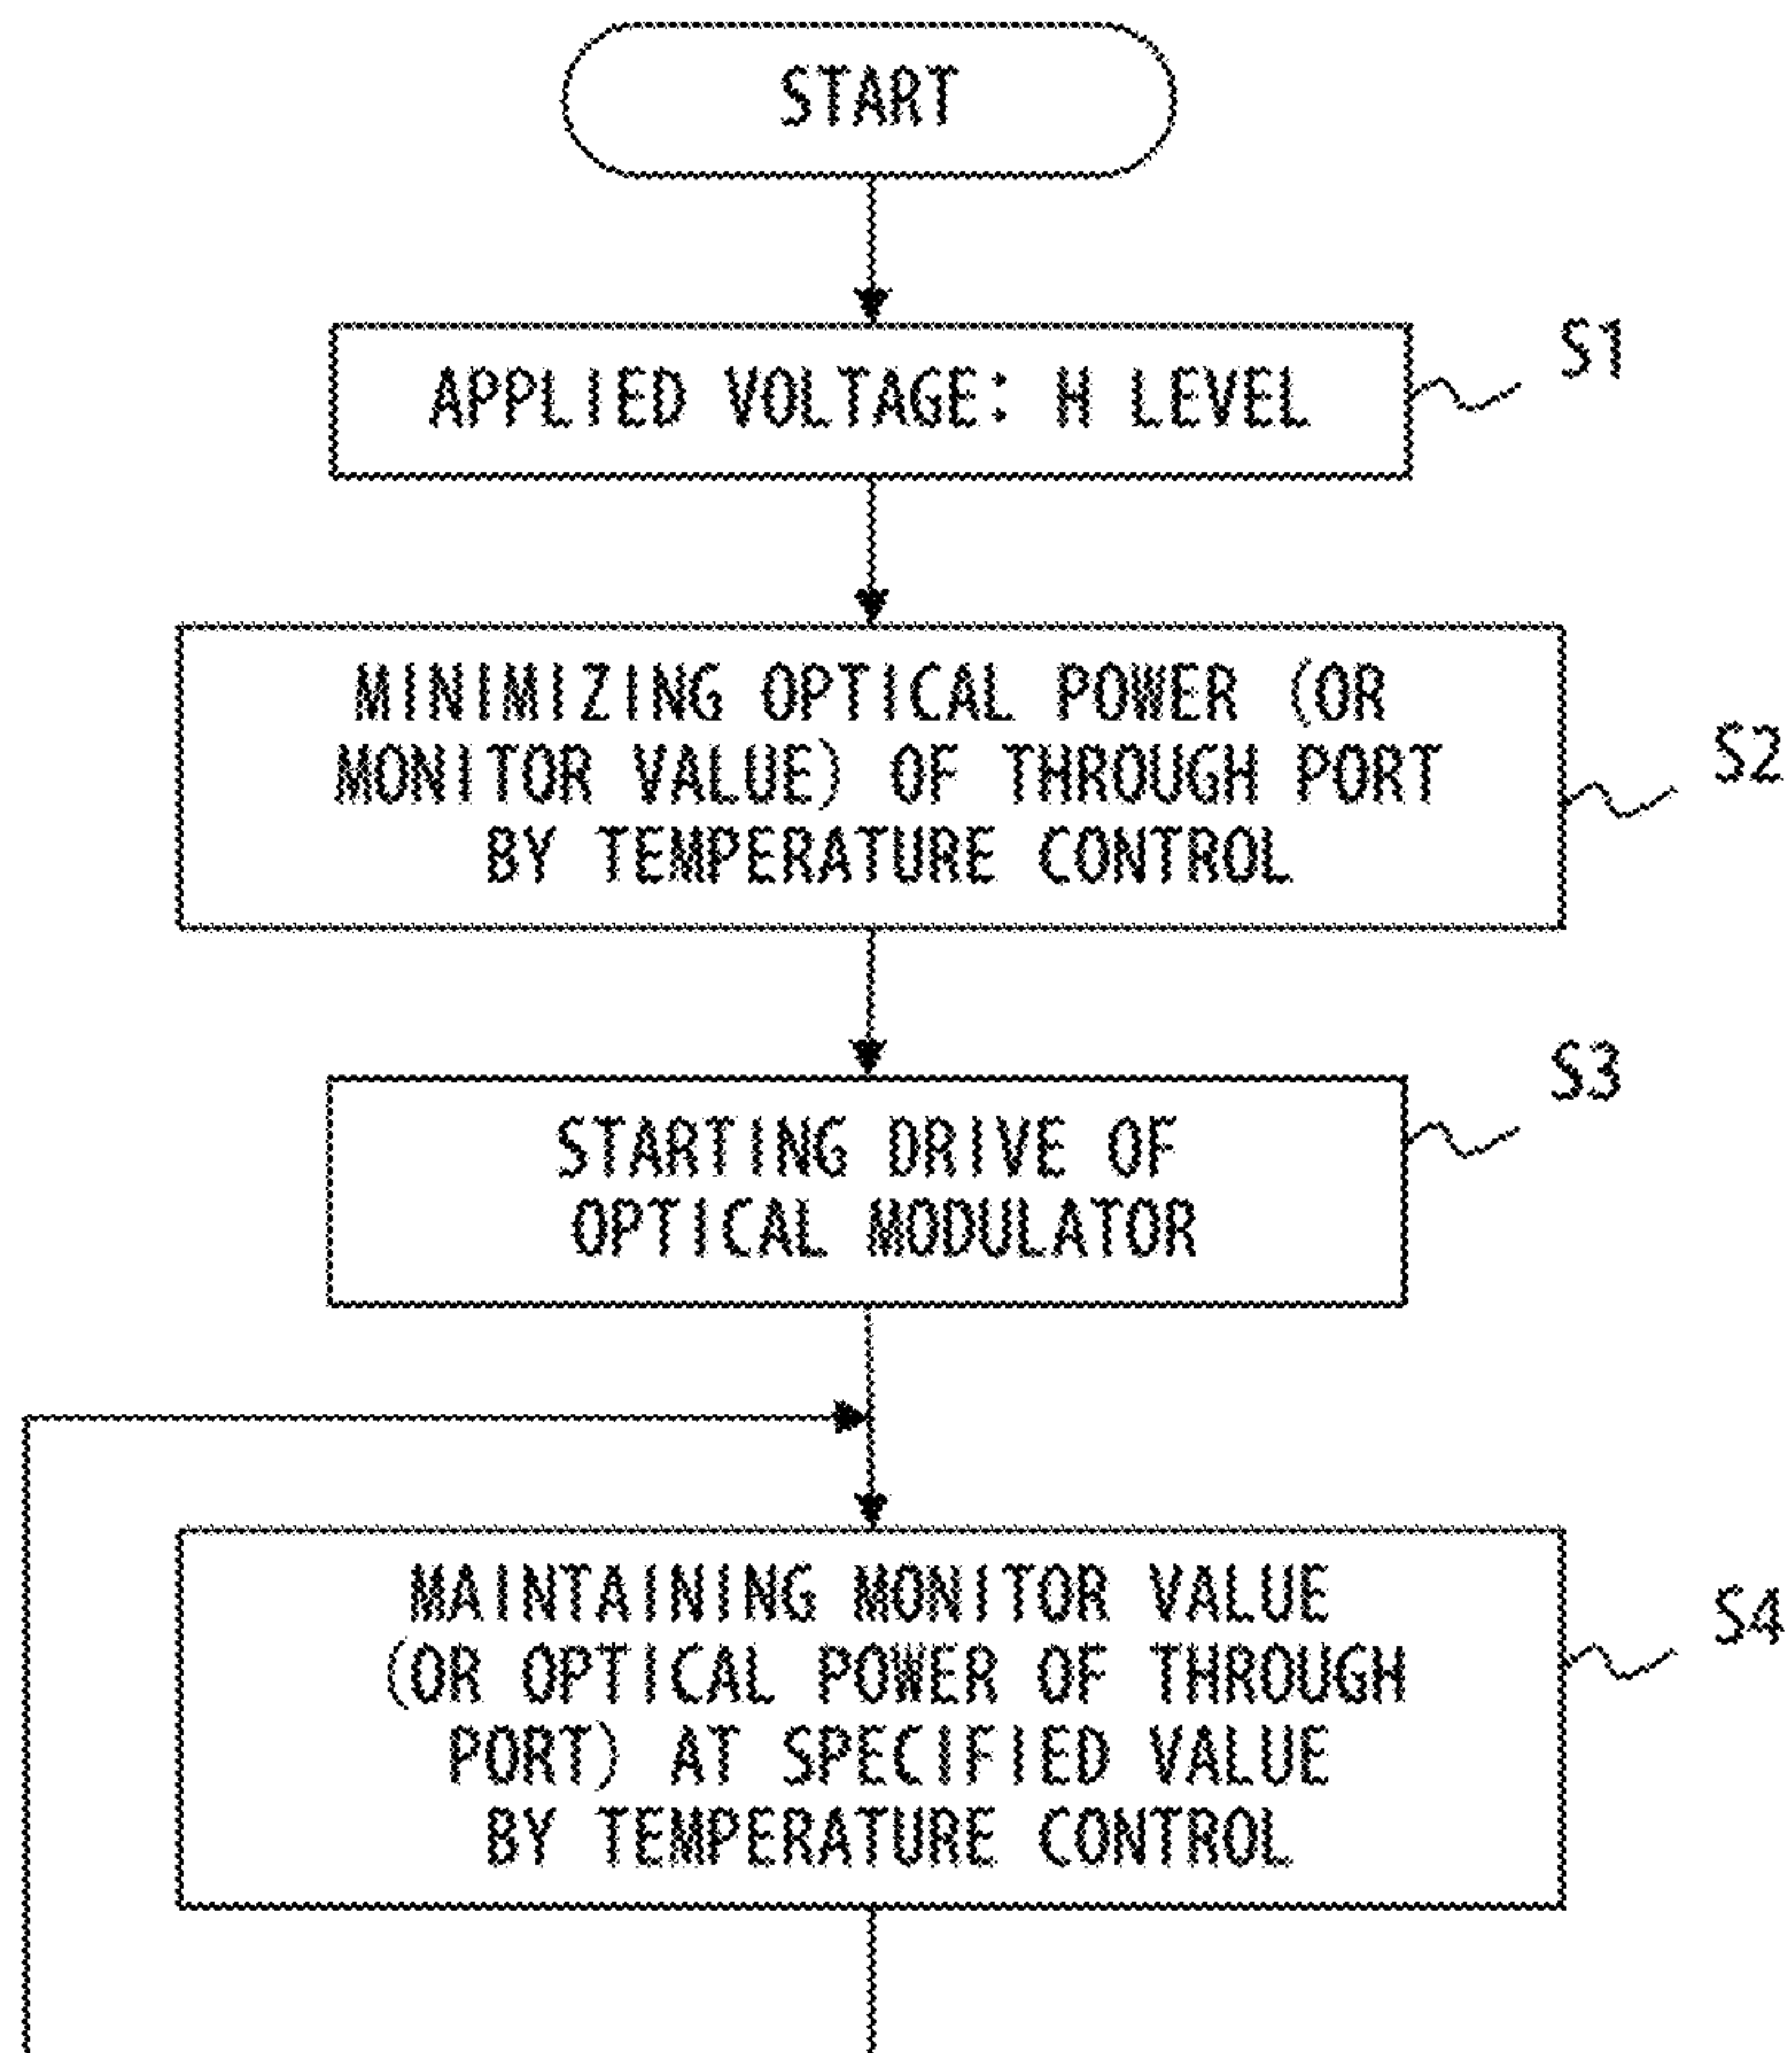 START
APPLIED VOLTAGE: H LEVEL
S1
MINIMIZING OPTICAL POWER (OR
MONITOR VALUE) OF THROUGH PORT
BY TEMPERATURE CONTROL
S2
STARTING DRIVE OF
OPTICAL MODULATOR
S3
MAINTAINING MONITOR VALUE
(OR OPTICAL POWER OF THROUGH
PORT) AT SPECIFIED VALUE
BY TEMPERATURE CONTROL
S4